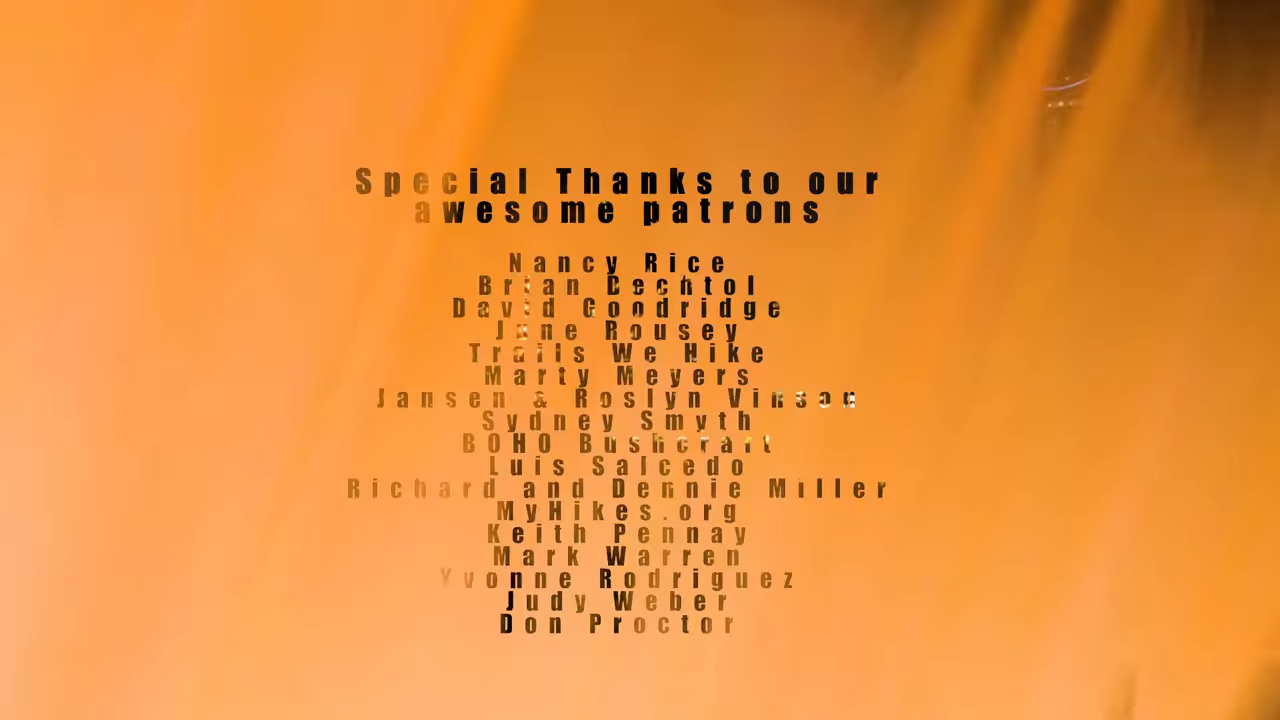 Special Thanks to our
awesome patrons
Nancy Rice
Brian Dechtol
David Goodridge
June Rousey
Trails We Hike
Marty Meyers
Jansen & Roslyn Vinson
Sydney Smyth
BOHO Bushcraft
Luis Salcedo
Richard and Dennie Miller
MyHikes.org
Keith Pennay
Mark Warren
Yvonne Rodriguez
Judy Weber
Don Proctor